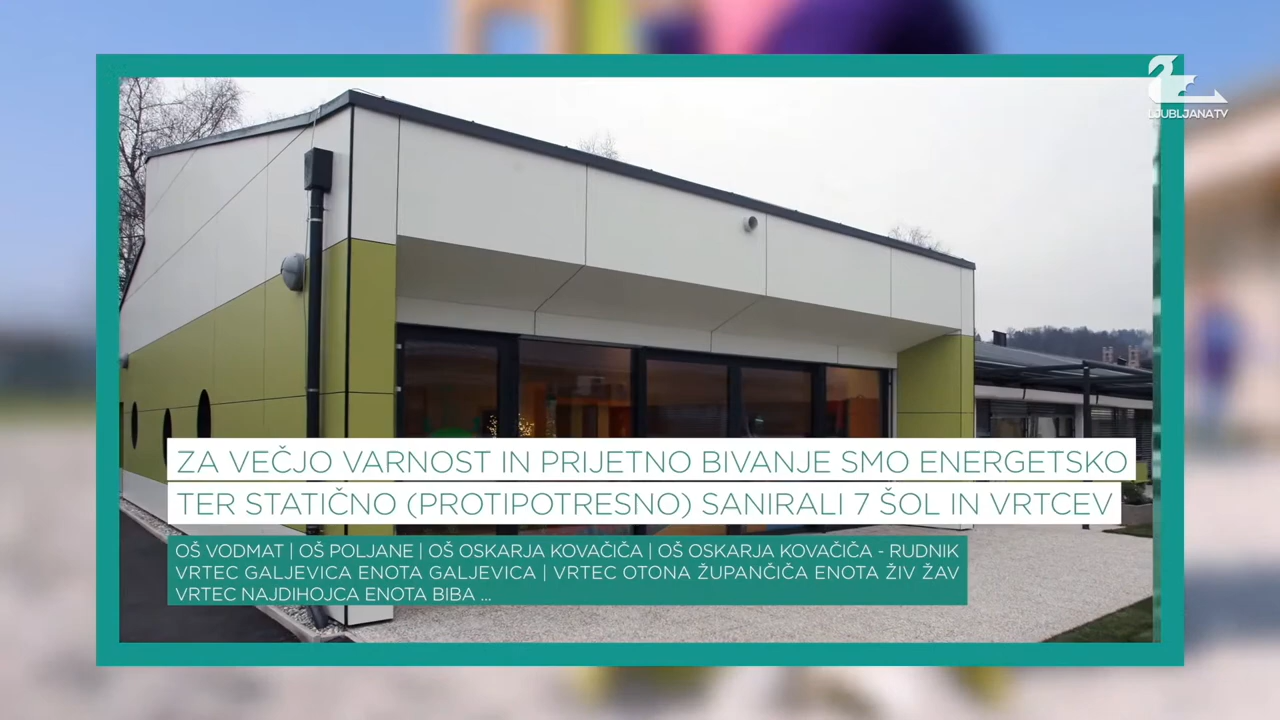 LJUBLJANATV
ZA VEČJO VARNOST IN PRIJETNO BIVANJE SMO ENERGETSKO
TER STATIČNO (PROTIPOTRESNO) SANIRALI 7 ŠOL IN VRTCEV
OŠ VODMAT | OŠ POLJANE | OŠ OSKARJA KOVAČIČA | OŠ OSKARJA KOVAČIČA - RUDNIK
VRTEC GALJEVICA ENOTA GALJEVICA | VRTEC OTONA ŽUPANČIČA ENOTA ŽIV ŽAV
VRTEC NAJDIHOJCA ENOTA BIBA ...